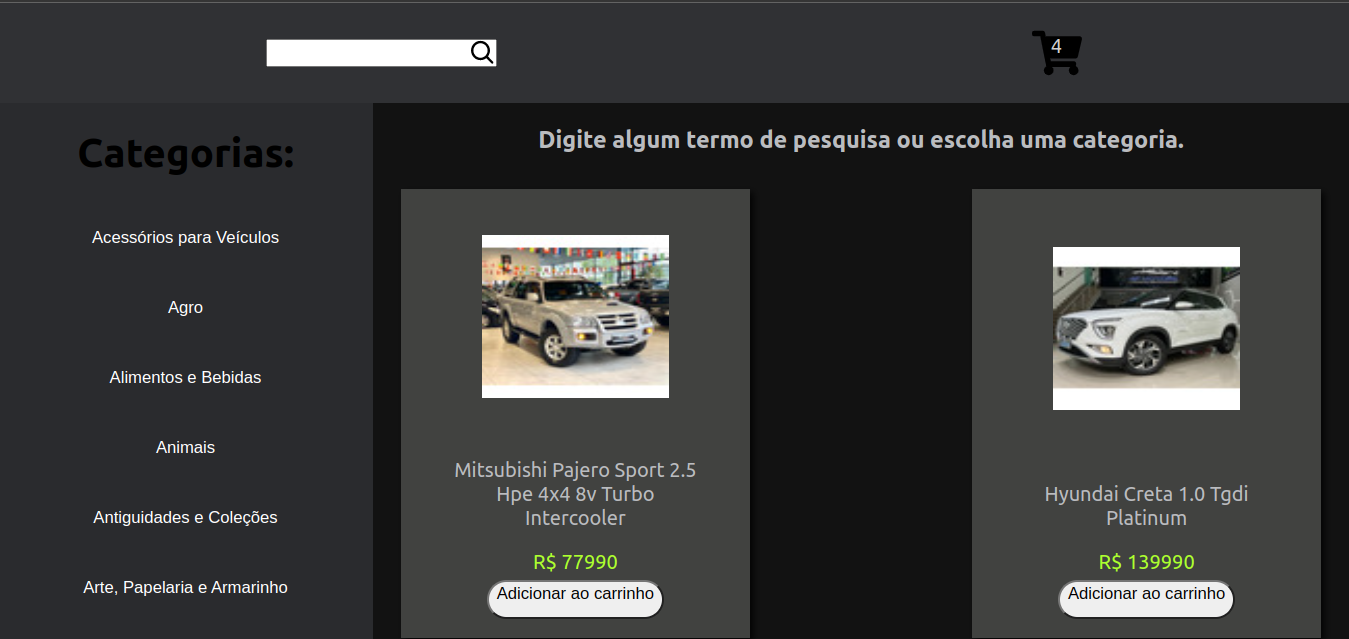 4
Categorias:
Acessórios para Veículos
Agro
Alimentos e Bebidas
Animais
Antiguidades e Coleções
Arte, Papelaria e Armarinho
Digite algum termo de pesquisa ou escolha uma categoria.
Mitsubishi Pajero Sport 2.5
Hpe 4x4 8v Turbo
Intercooler
R$ 77990
Adicionar ao carrinho
Hyundai Creta 1.0 Tgdi
Platinum
R$ 139990
Adicionar ao carrinho